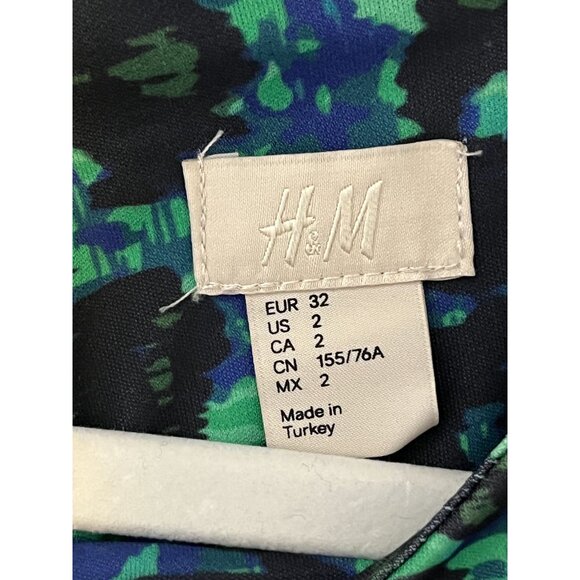 H&M
EUR 32
US 2
CA 2
CN 155/76A
MX 2
Made in
Turkey